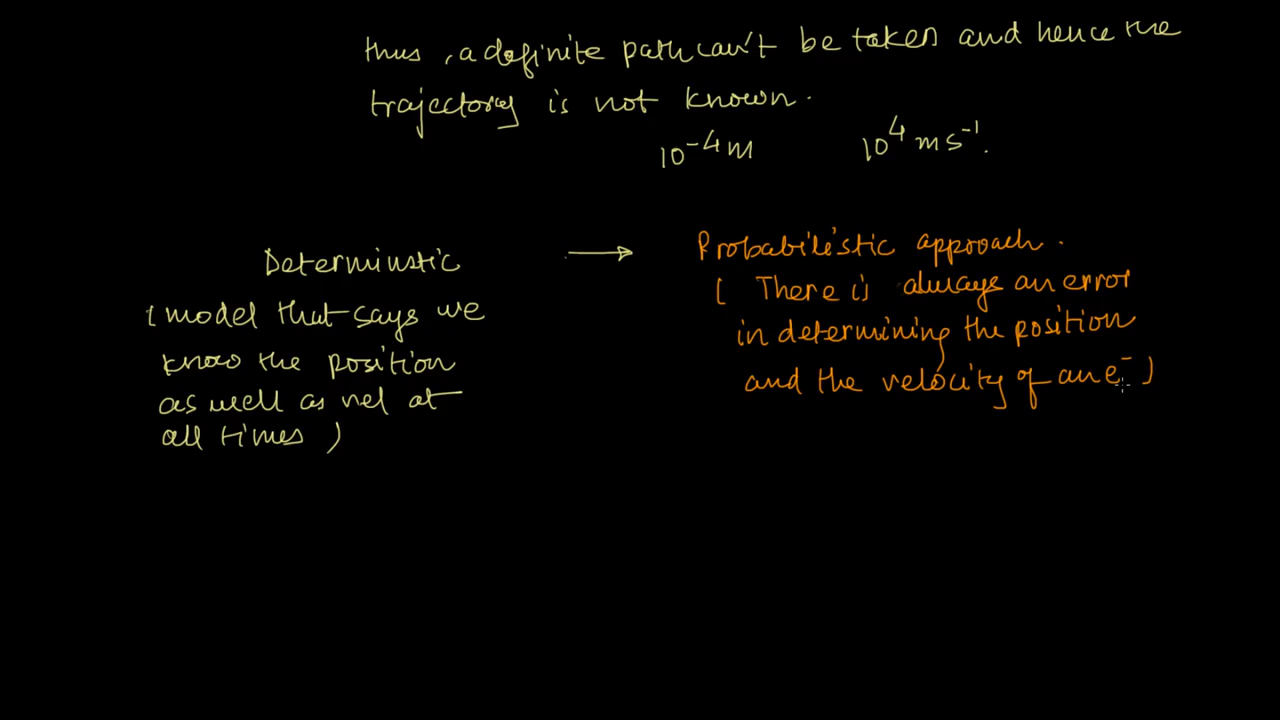 thus, a definite path can't be taken and hence the
trajectory is not known.
10⁻⁴ m 10⁴ ms⁻¹.
Determinstic → Probabilistic approach.
(model that says we
know the position
as well as vel at
all times)
( There is always an error
in determining the position
and the velocity of an e⁻ )